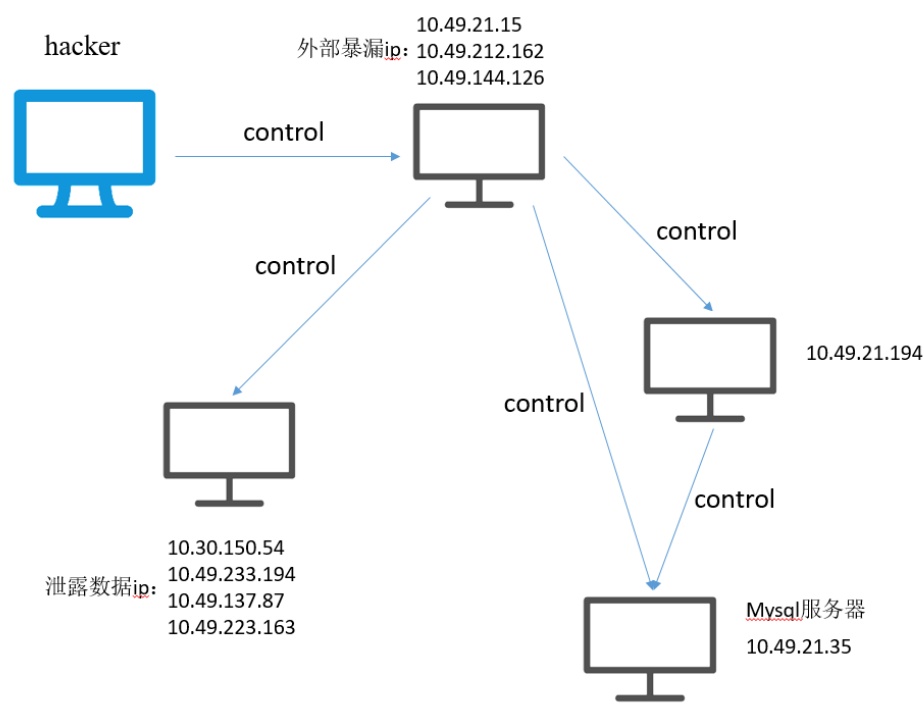 hacker
外部暴漏ip：
10.49.21.15
10.49.212.162
10.49.144.126
control
control
control
10.49.21.194
control
control
泄露数据ip：
10.30.150.54
10.49.233.194
10.49.137.87
10.49.223.163
Mysql服务器
10.49.21.35